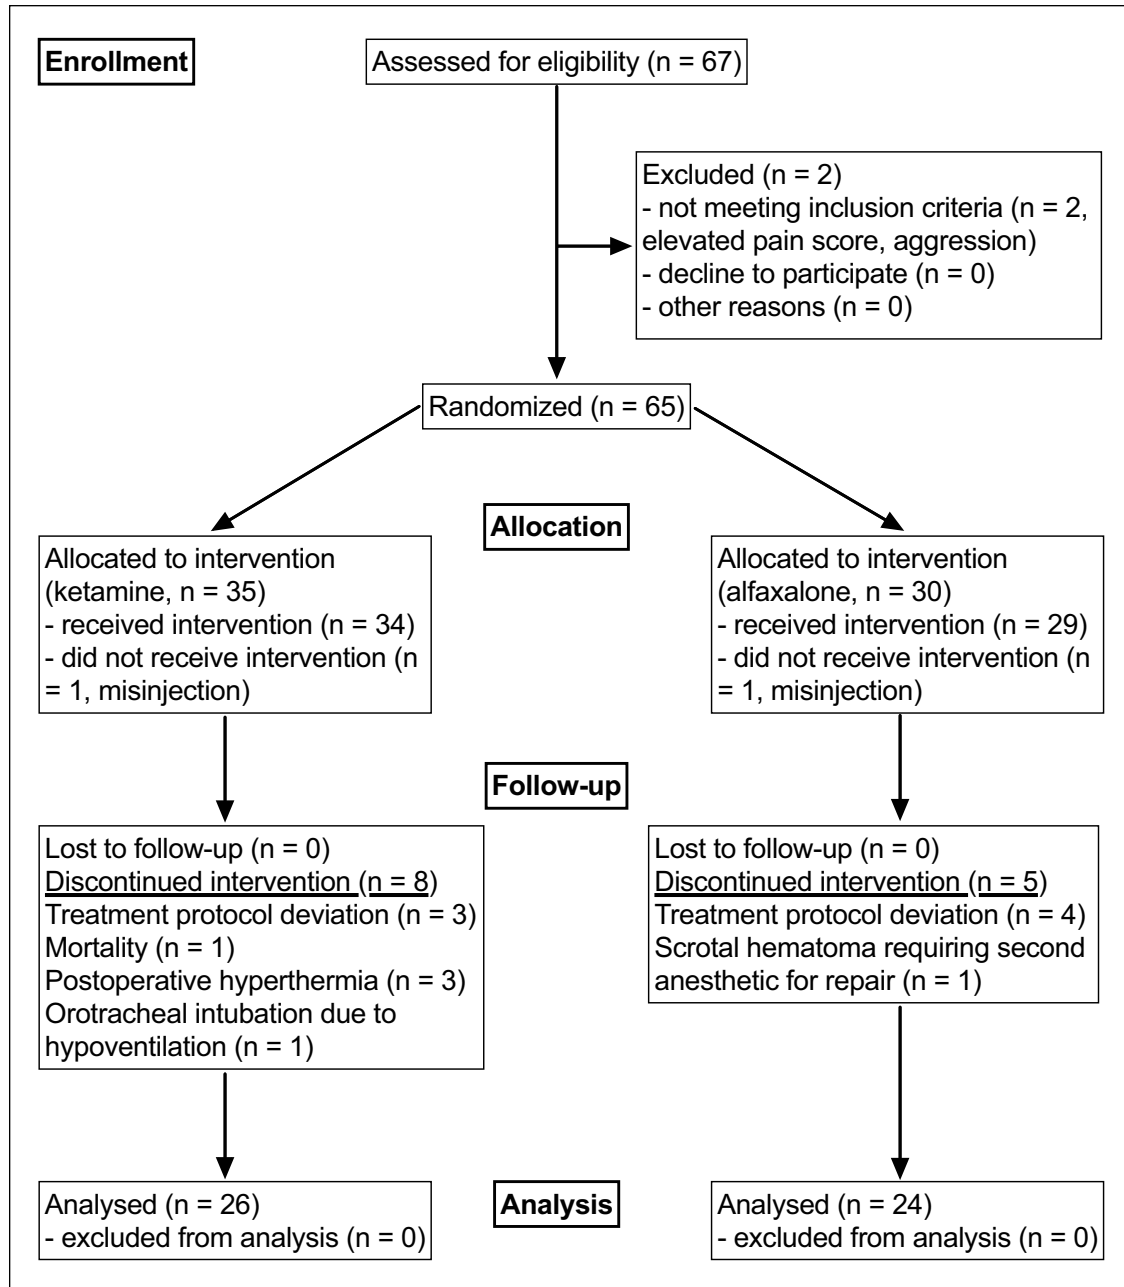 Enrollment
Assessed for eligibility (n = 67)
Excluded (n = 2)
- not meeting inclusion criteria (n = 2,
elevated pain score, aggression)
- decline to participate (n = 0)
- other reasons (n = 0)
Randomized (n = 65)
Allocation
Allocated to intervention
(ketamine, n = 35)
- received intervention (n = 34)
- did not receive intervention (n
= 1, misinjection)
Allocated to intervention
(alfaxalone, n = 30)
- received intervention (n = 29)
- did not receive intervention (n
= 1, misinjection)
Follow-up
Lost to follow-up (n = 0)
Discontinued intervention (n = 8)
Treatment protocol deviation (n = 3)
Mortality (n = 1)
Postoperative hyperthermia (n = 3)
Orotracheal intubation due to
hypoventilation (n = 1)
Lost to follow-up (n = 0)
Discontinued intervention (n = 5)
Treatment protocol deviation (n = 4)
Scrotal hematoma requiring second
anesthetic for repair (n = 1)
Analysis
Analysed (n = 26)
- excluded from analysis (n = 0)
Analysed (n = 24)
- excluded from analysis (n = 0)